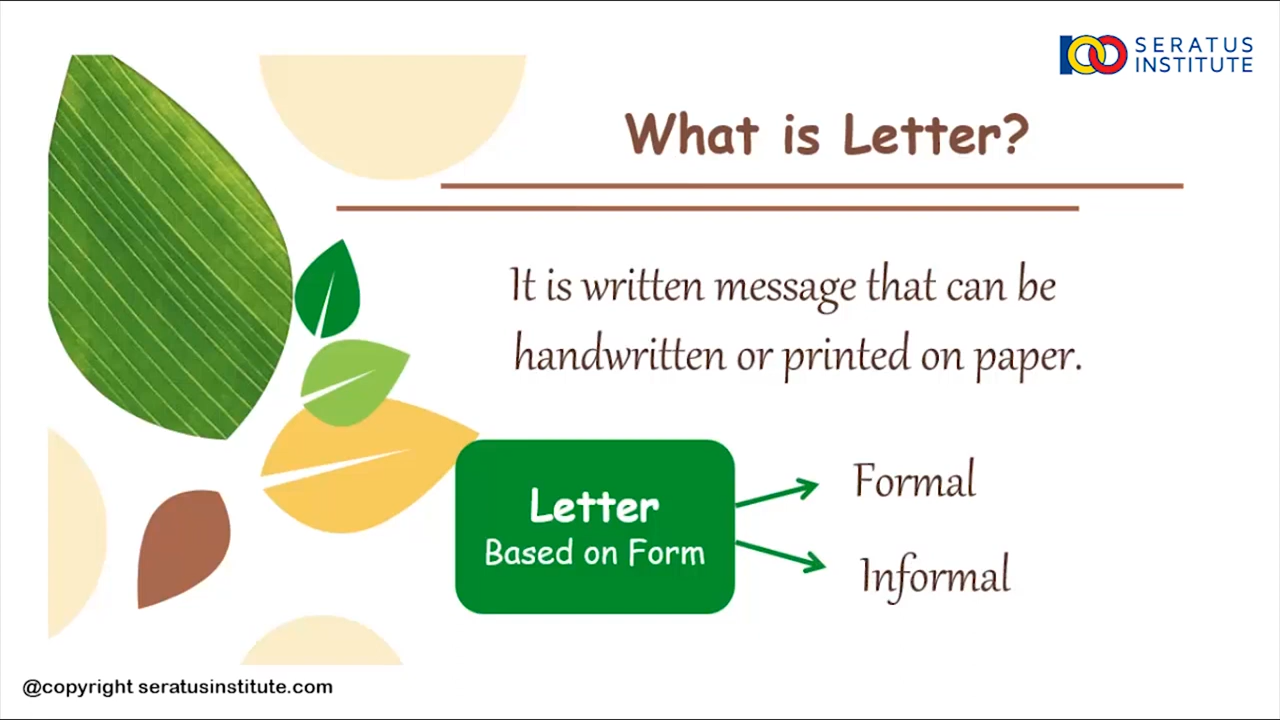 SERATUS
INSTITUTE
What is Letter?
It is written message that can be
handwritten or printed on paper.
Letter
Based on Form
Formal
Informal
@copyright seratusinstitute.com